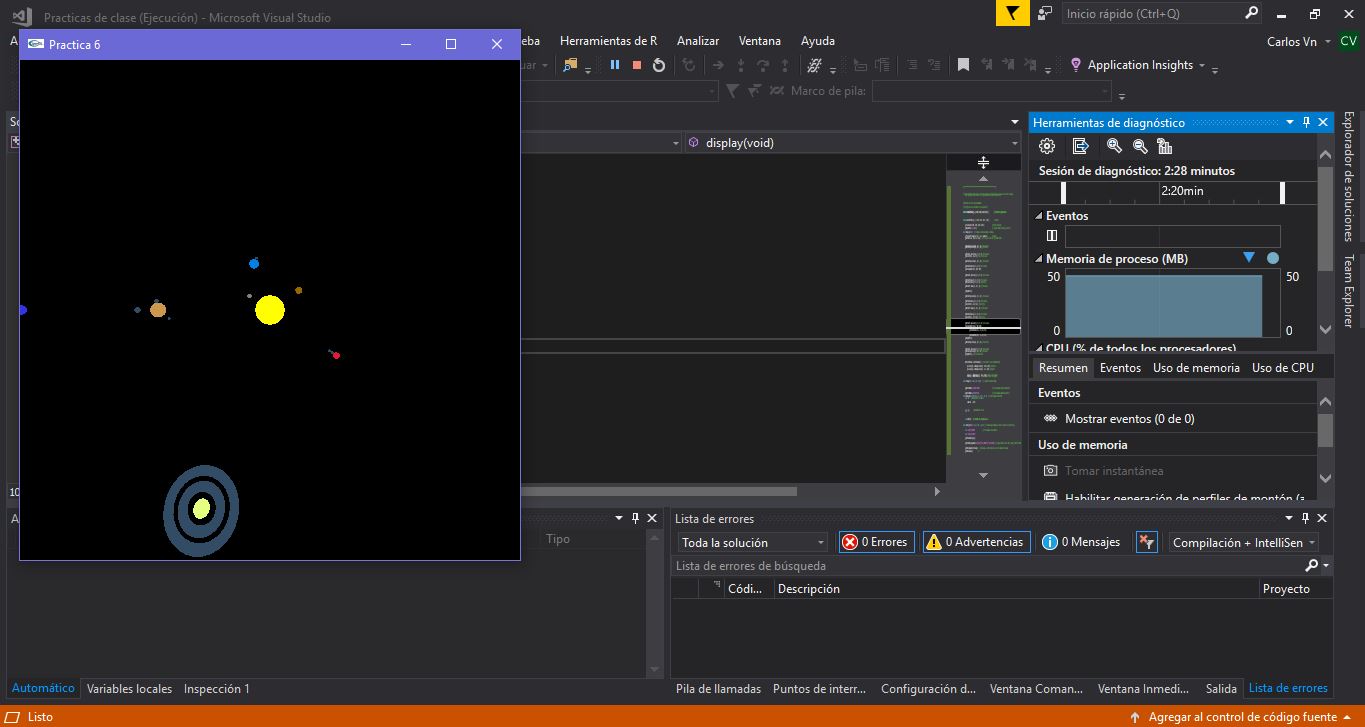 Practicas de clase (Ejecución) - Microsoft Visual Studio
Inicio rápido (Ctrl+Q)
Practica 6
Herramientas de R
Analizar
Ventana
Ayuda
Carlos Vn
CV
Application Insights
Marco de pila:
display(void)
Herramientas de diagnóstico
Sesión de diagnóstico: 2:28 minutos
2:20min
Eventos
Memoria de proceso (MB)
50
50
0
0
CPU (% de todos los procesadores)
Resumen
Eventos
Uso de memoria
Uso de CPU
Eventos
Mostrar eventos (0 de 0)
Uso de memoria
Tomar instantánea
Habilitar generación de perfiles de montón (a
Explorador de soluciones
Team Explorer
Tipo
Automático
Variables locales
Inspección 1
Lista de errores
Toda la solución
0 Errores
0 Advertencias
0 Mensajes
Compilación + IntelliSen
Lista de errores de búsqueda
Códi...
Descripción
Proyecto
Pila de llamadas
Puntos de interr...
Configuración d...
Ventana Coman...
Ventana Inmedi...
Salida
Lista de errores
Listo
Agregar al control de código fuente